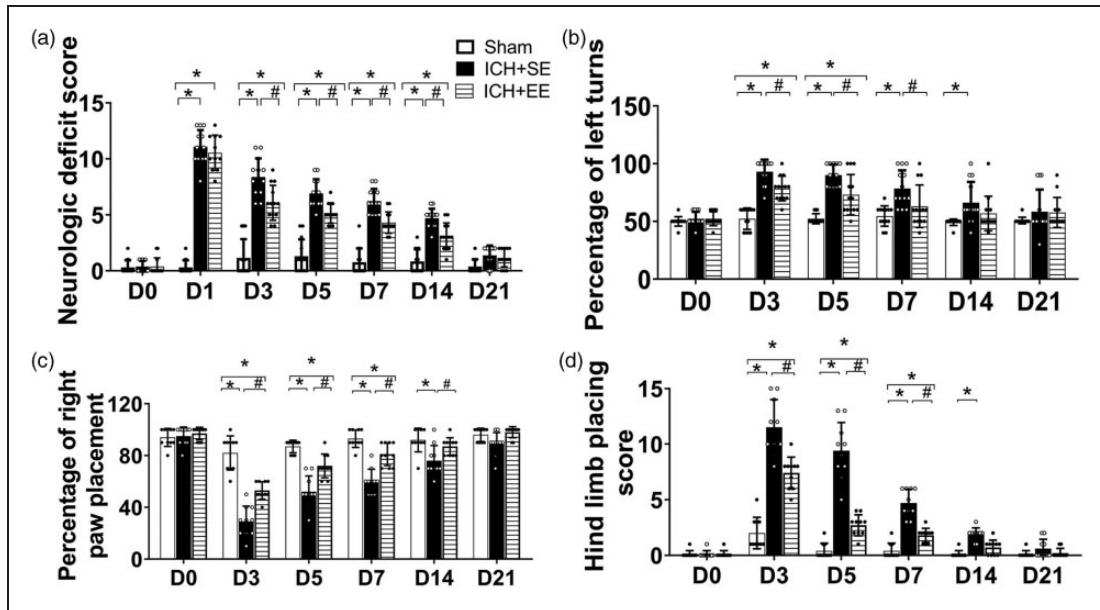 (a)
Neurologic deficit score
Sham
ICH+SE
ICH+EE
* * * * *
* * # * # * # * #
15
10
5
0
D0 D1 D3 D5 D7 D14 D21
(b)
Percentage of left turns
* *
* # * # * # *
150
100
50
0
D0 D3 D5 D7 D14 D21
(c)
Percentage of right
paw placement
* * *
* # * # * # * #
120
80
40
0
D0 D3 D5 D7 D14 D21
(d)
Hind limb placing
score
* * *
* # * # * # *
15
10
5
0
D0 D3 D5 D7 D14 D21